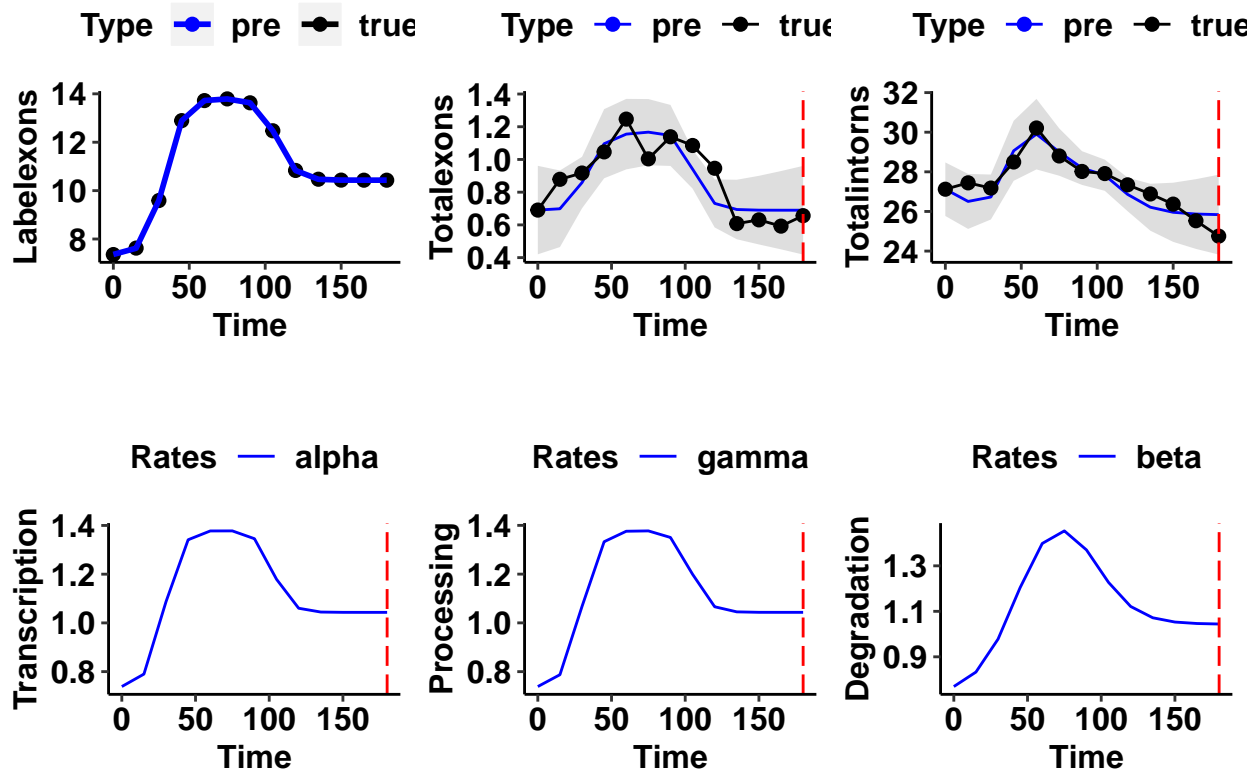 Type pre true
Type pre true
Type pre true
Labelexons
14
12
10
8
0 50 100 150
Time
Totalexons
1.4
1.2
1.0
0.8
0.6
0.4
0 50 100 150
Time
Totalintorns
32
30
28
26
24
0 50 100 150
Time
Rates alpha
Rates gamma
Rates beta
Transcription
1.4
1.2
1.0
0.8
0 50 100 150
Time
Processing
1.4
1.2
1.0
0.8
0 50 100 150
Time
Degradation
1.3
1.1
0.9
0 50 100 150
Time